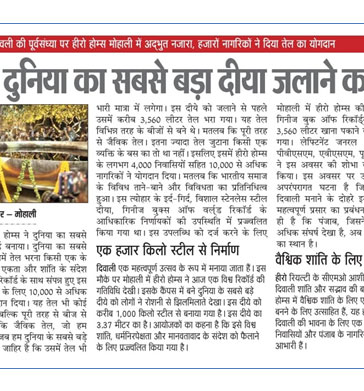 वली की पूर्वसंध्या पर हीरो होम्स मोहाली में अद्भुत नजारा, हजारों नागरिकों ने दिया तेल का योगदान
दुनिया का सबसे बड़ा दीया जलाने क
र – मोहाली
होम्स ने दुनिया का सबसे
बनाया। दुनिया का सबसे
में तेल भरना किसी एक के
एकता और शांति के संदेश
रिकॉर्ड के साथ संपन्न हुए इस
के लिए 10,000 से अधिक
दान दिया। यह तेल भी कोई
बल्कि पूरी तरह से बीज से
कि जैविक तेल, जो हम
जब हम दुनिया के सबसे बड़े
जाहिर है कि उसमें तेल भी
भारी मात्रा में लगेगा। इस दीये को जलाने से पहले
उसमें करीब 3,560 लीटर तेल भरा गया। यह तेल
विभिन्न तरह के बीजों से बने थे। मतलब कि पूरी तरह
से जैविक तेल। इतना ज्यादा तेल जुटाना किसी एक
व्यक्ति के बस का तो था नहीं।इसलिए इसमें हीरो होम्स
के लगभग 4,000 निवासियों सहित 10,000 से अधिक
नागरिकों ने योगदान दिया। मतलब कि भारतीय समाज
के विविध ताने-बाने और विविधता का प्रतिनिधित्व
हुआ। इस त्योहार के इर्द-गिर्द, विशाल स्टेनलेस स्टील
दीया, गिनीज बुक्स ऑफ वर्ल्ड रिकॉर्ड के
आधिकारिक निर्णायकों की उपस्थिति में प्रज्ज्वलित
किया गया था। इस उपलब्धि को दर्ज करने के लिए
एक हजार किलो स्टील से निर्माण
दिवाली एक महत्वपूर्ण उत्सव के रूप में मनाया जाता है। इस
मौके पर मोहाली में हीरो होम्स ने आज एक विश्व रिकॉर्ड की
गतिविधि देखी। इसके कैंपस में बने दुनिया के सबसे बड़े
दीये को लोगों ने रोशनी से झिलमिलाते देखा। इस दीये को
करीब 1,000 किलो स्टील से बनाया गया है। इस दीये का
3.37 मीटर का है। आयोजकों का कहना है कि इसे विश्व
शांति, धर्मनिरपेक्षता और मानवतावाद के संदेश को फैलाने
के लिए प्रज्ज्वलित किया गया है।
मोहाली में हीरो होम्स को
बुक ऑफ रिकॉर्ड
3,560 लीटर खाना पकाने
गया। लेफ्टिनेंट जनरल
पीवीएसएम, एवीएसएम, यू
ने इस अवसर की शोभा
किया। इस अवसर पर उ
अपरंपरागत घटना है जि
दिवाली मनाने के दोहरे इ
महत्वपूर्ण प्रसार का प्रबंधन
ही है कि पंजाब, जिसने
अधिक संघर्ष देखा है, अब
का स्थान है।
वैश्विक शांति के लिए
हीरो रियल्टी के सीएमओ आशी
दिवाली शांति और सद्भाव की ब
होम्स में वैश्विक शांति के लिए ए
बनने के लिए उत्साहित हैं, यह
दिवाली की भावना के लिए एक
निवासियों और पंजाब के नागरि
आभारी है।